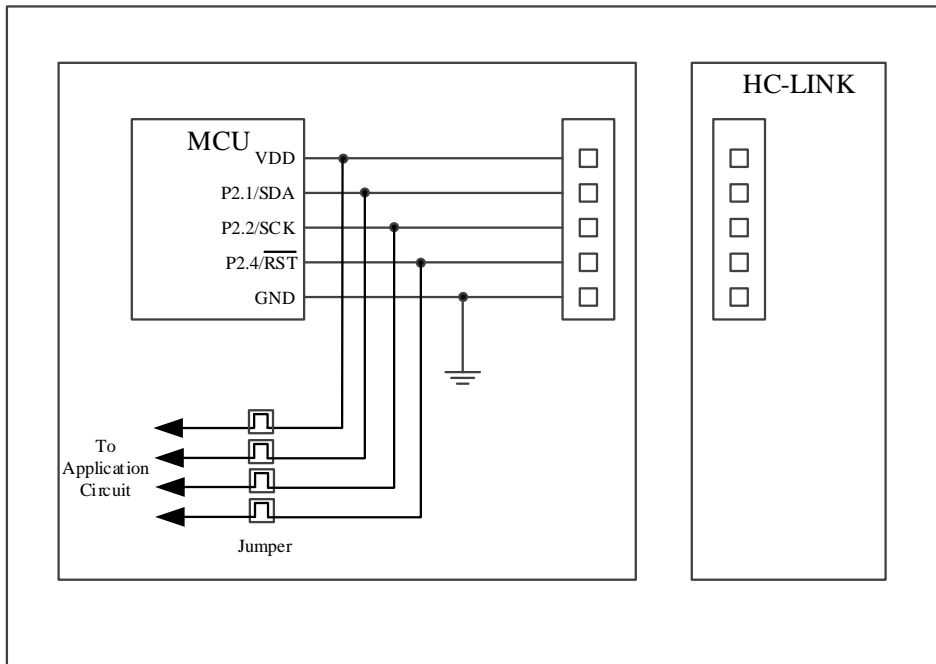 HC-LINK
MCU
VDD
P2.1/SDA
P2.2/SCK
P2.4/RST
GND
To
Application
Circuit
Jumper